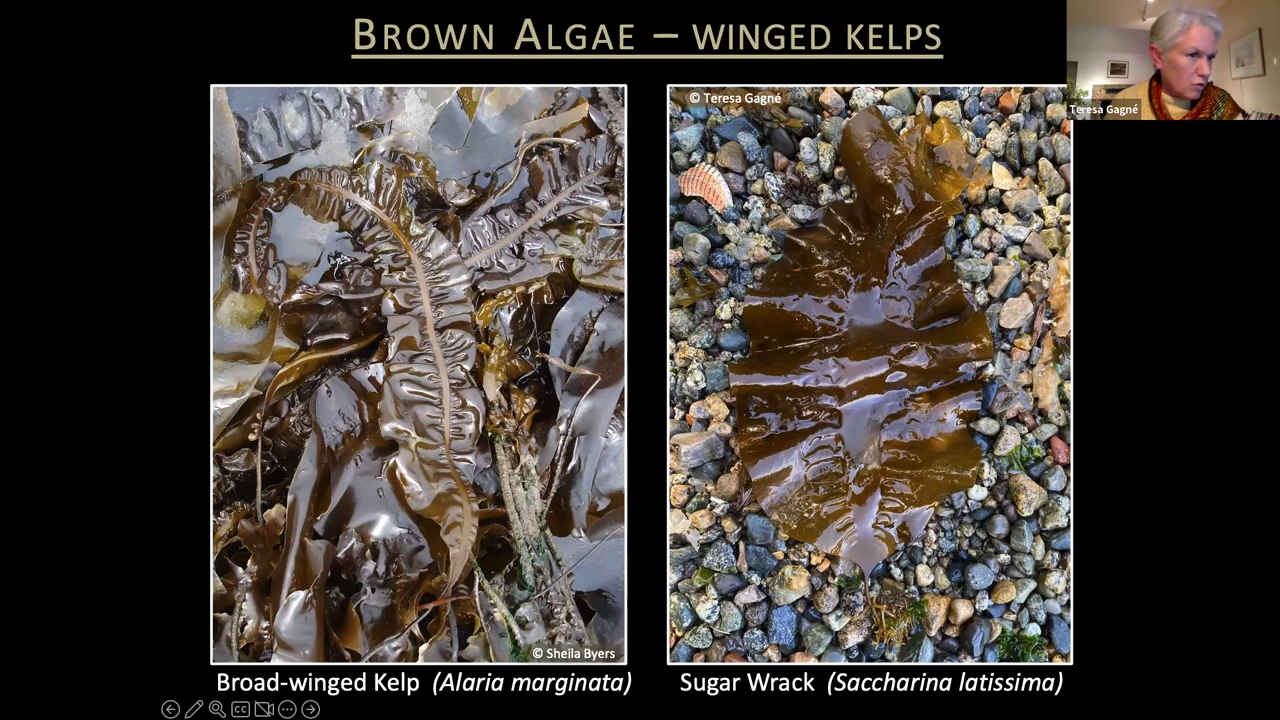 BROWN ALGAE – WINGED KELPS
© Teresa Gagné
Teresa Gagné
© Sheila Byers
Broad-winged Kelp (Alaria marginata)
Sugar Wrack (Saccharina latissima)
CC